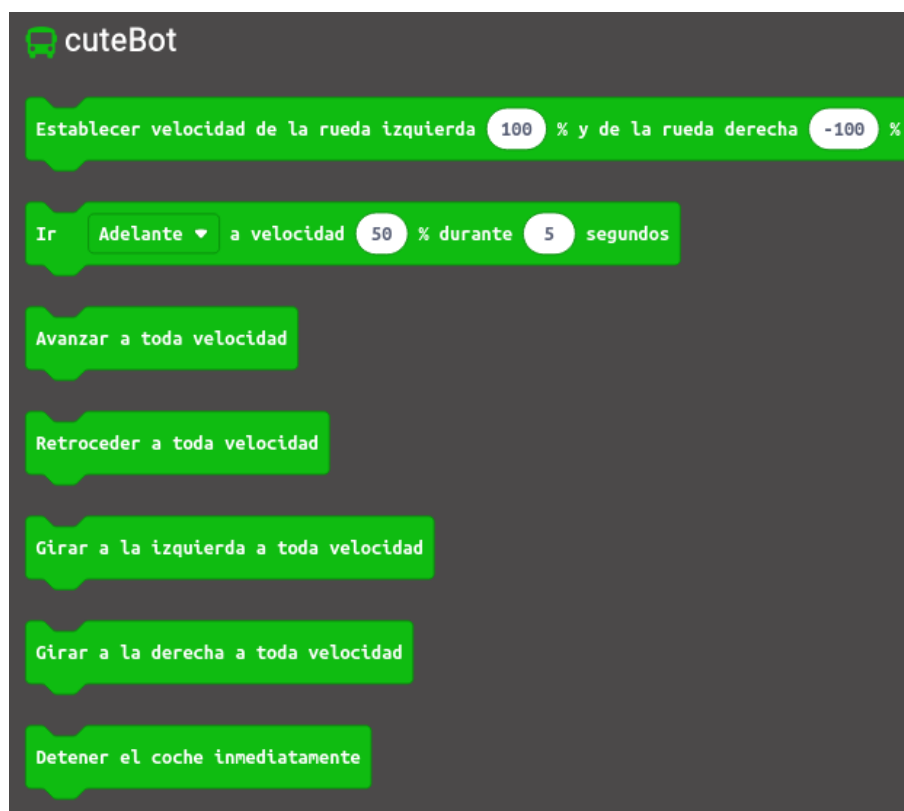 cuteBot
Establecer velocidad de la rueda izquierda 100 % y de la rueda derecha -100 %
Ir Adelante a velocidad 50 % durante 5 segundos
Avanzar a toda velocidad
Retroceder a toda velocidad
Girar a la izquierda a toda velocidad
Girar a la derecha a toda velocidad
Detener el coche inmediatamente